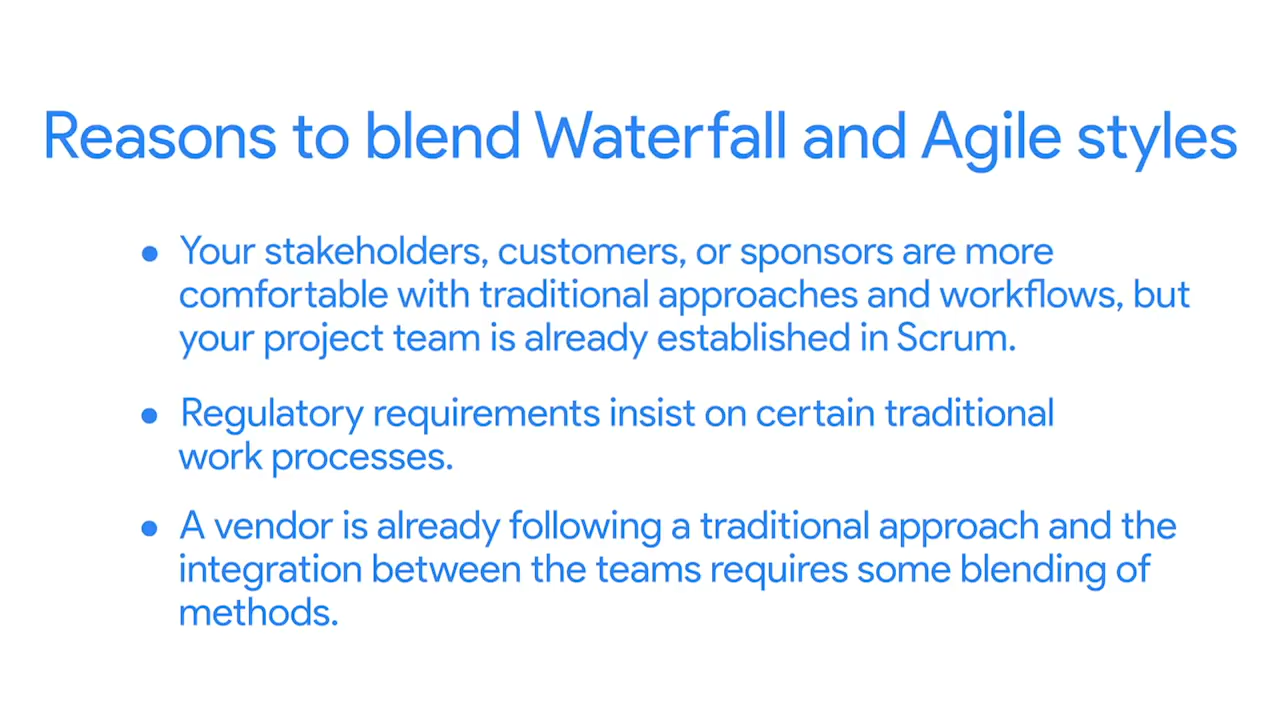 Reasons to blend Waterfall and Agile styles
● Your stakeholders, customers, or sponsors are more
comfortable with traditional approaches and workflows, but
your project team is already established in Scrum.
● Regulatory requirements insist on certain traditional
work processes.
● A vendor is already following a traditional approach and the
integration between the teams requires some blending of
methods.